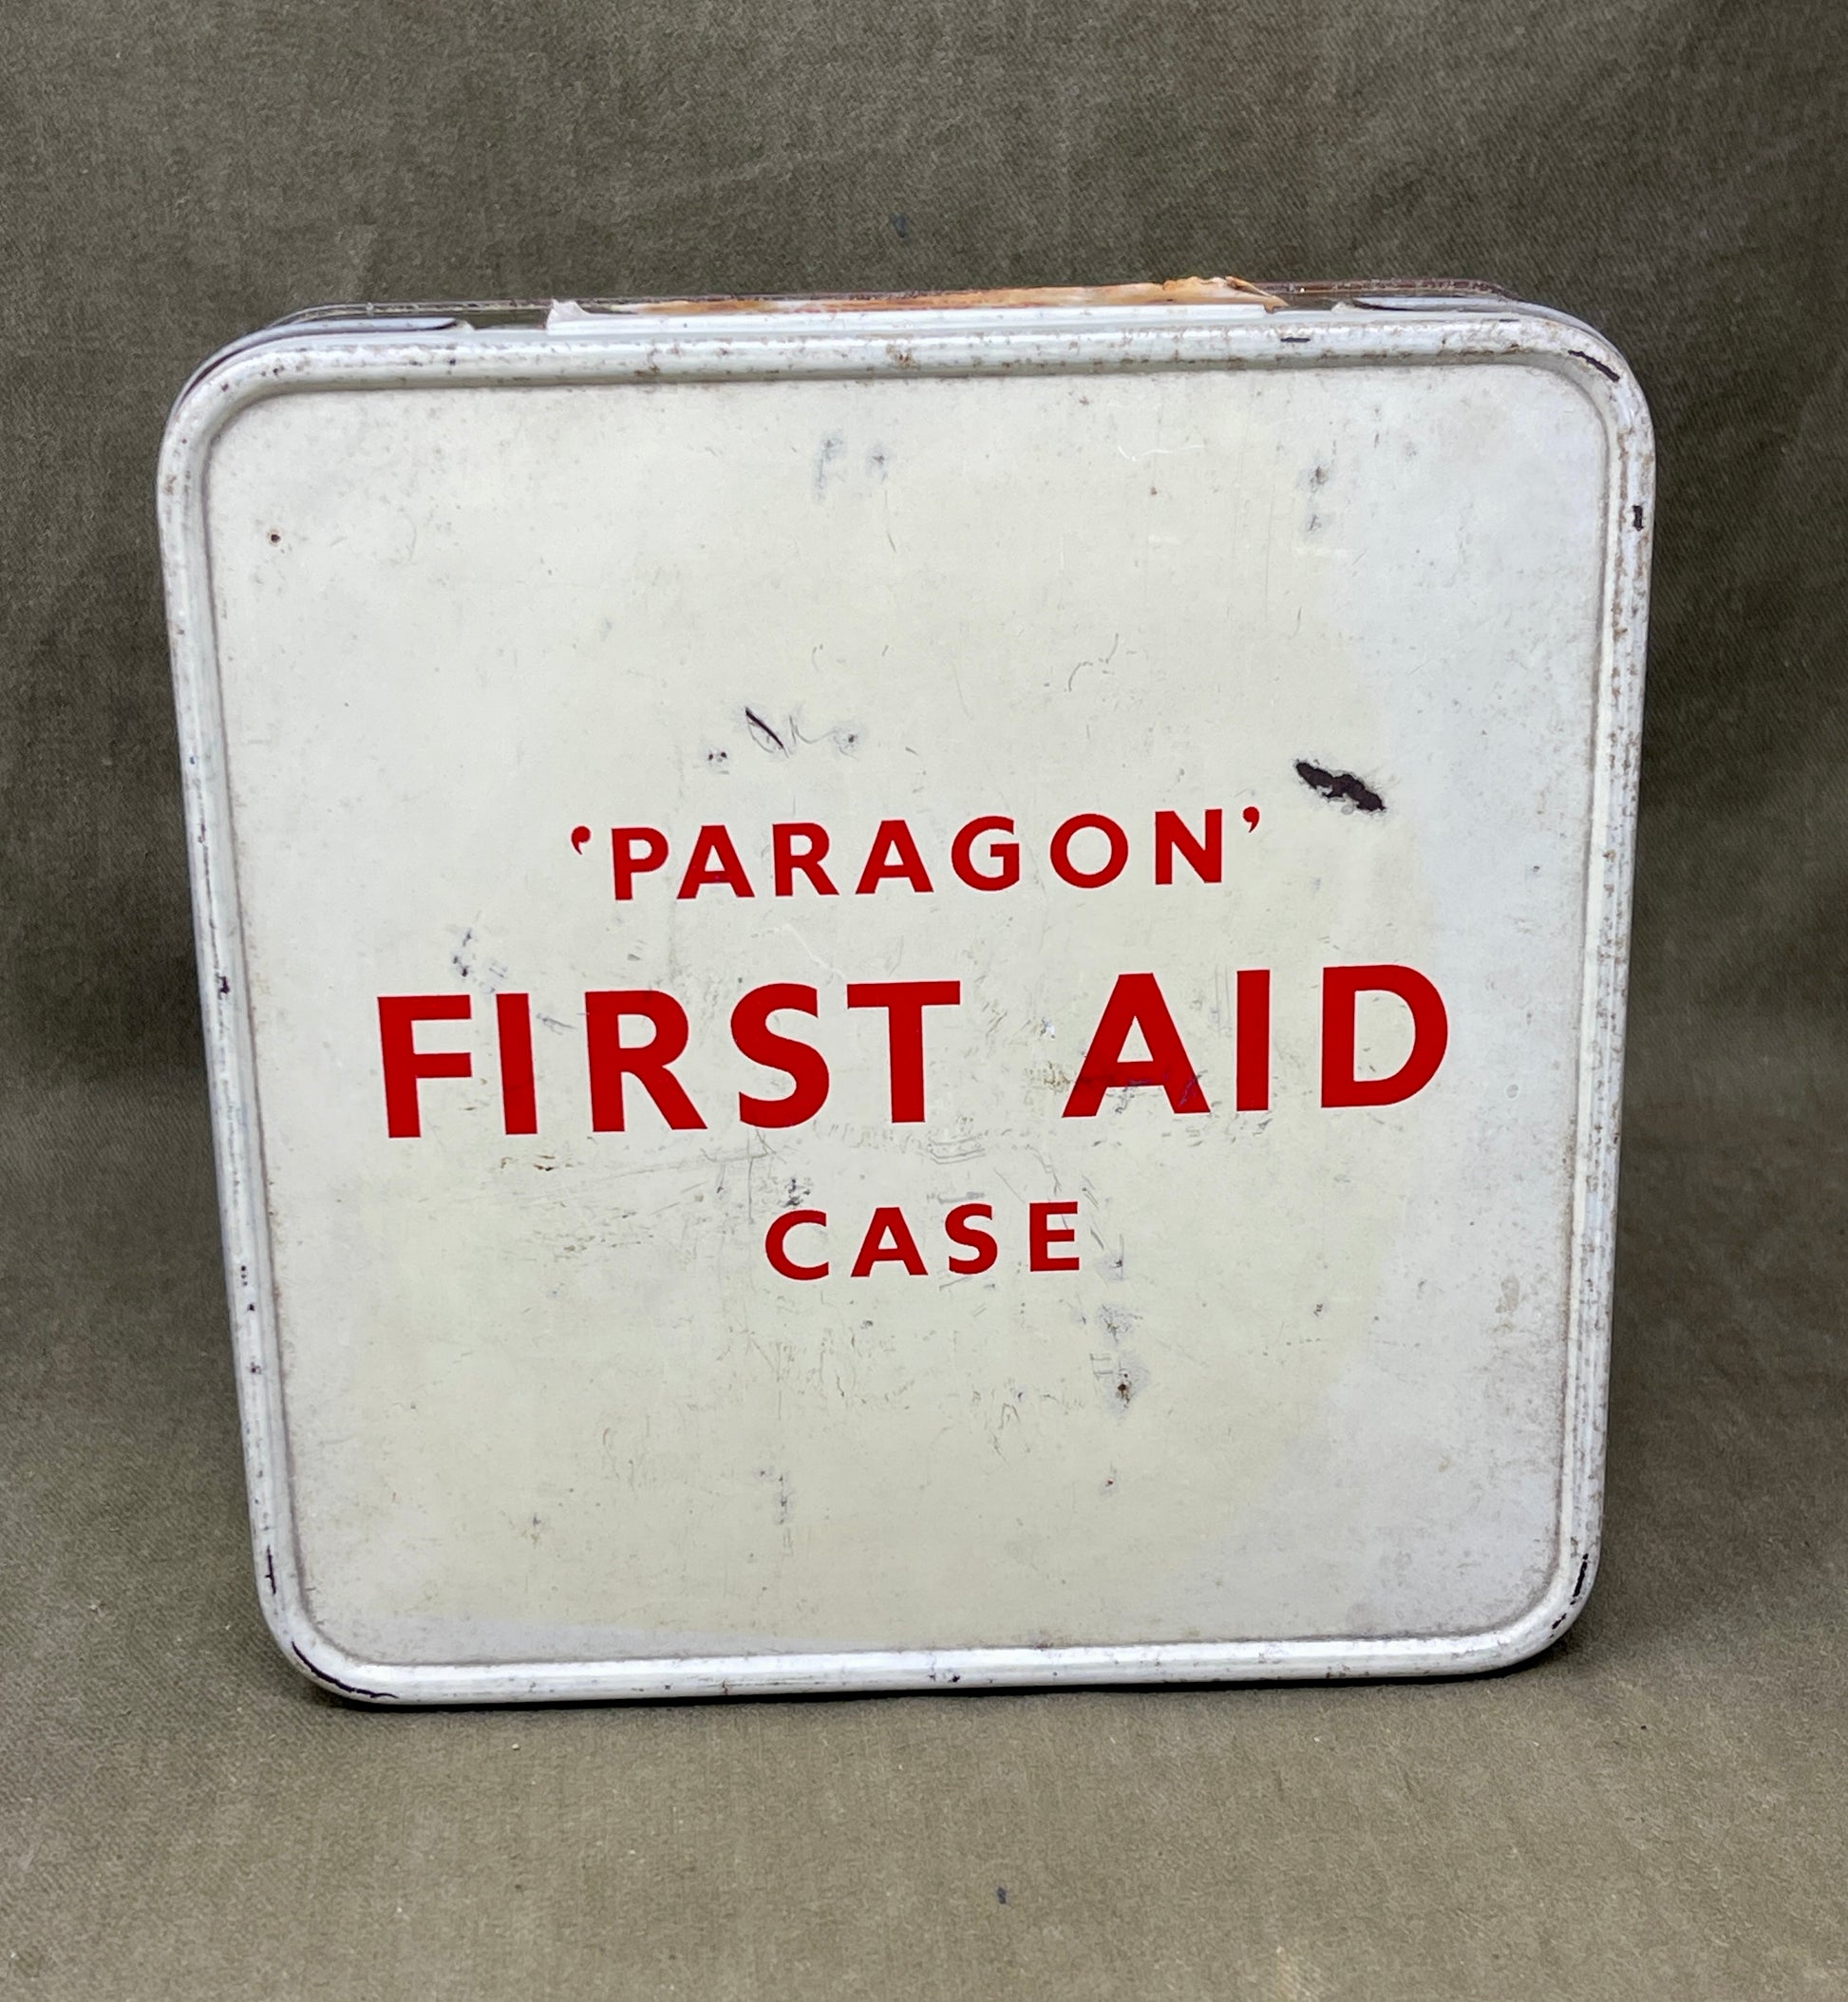 ‘PARAGON’
FIRST AID
CASE